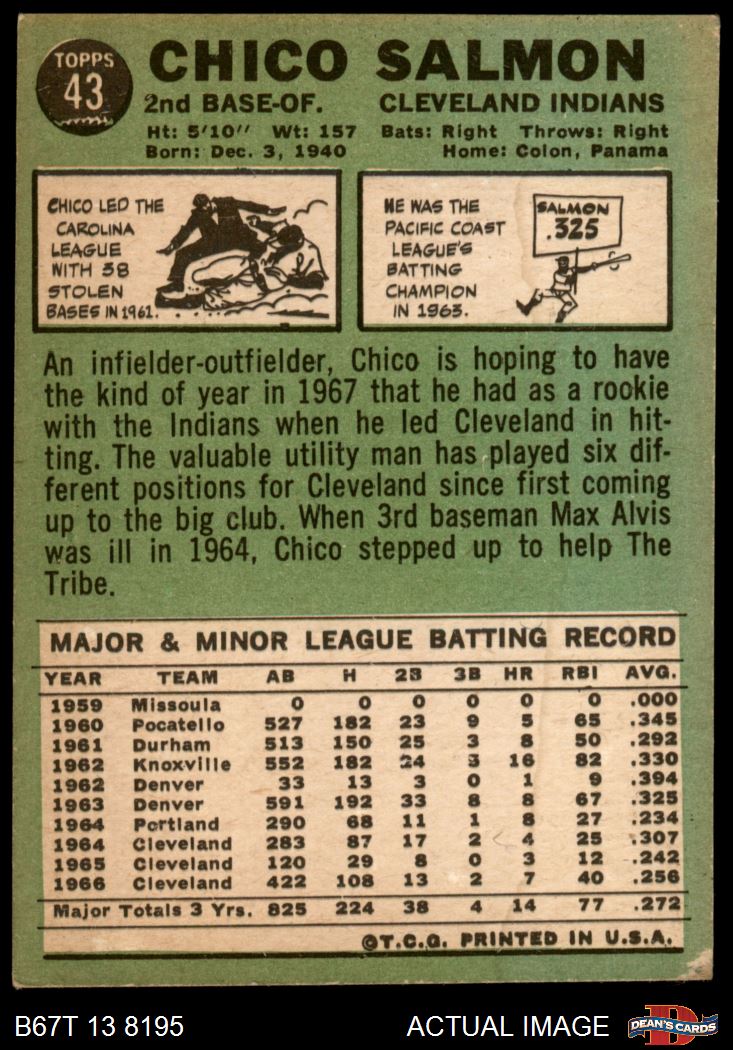 TOPPS
43
CHICO SALMON
2nd BASE-OF. CLEVELAND INDIANS
Ht: 5'10" Wt: 157 Bats: Right Throws: Right
Born: Dec. 3, 1940 Home: Colon, Panama
CHICO LED THE
CAROLINA
LEAGUE
WITH 38
STOLEN
BASES IN 1961.
HE WAS THE
PACIFIC COAST
LEAGUE'S
BATTING
CHAMPION
IN 1963.
SALMON
.325
An infielder-outfielder, Chico is hoping to have
the kind of year in 1967 that he had as a rookie
with the Indians when he led Cleveland in hit-
ting. The valuable utility man has played six dif-
ferent positions for Cleveland since first coming
up to the big club. When 3rd baseman Max Alvis
was ill in 1964, Chico stepped up to help The
Tribe.
MAJOR & MINOR LEAGUE BATTING RECORD
YEAR TEAM AB H 2B 3B HR RBI AVG.
1959 Missoula 0 0 0 0 0 0 .000
1960 Pocatello 527 182 23 9 5 65 .345
1961 Durham 513 150 25 3 8 50 .292
1962 Knoxville 552 182 24 3 16 82 .330
1962 Denver 33 13 3 0 1 9 .394
1963 Denver 591 192 33 8 8 67 .325
1964 Portland 290 68 11 1 8 27 .234
1964 Cleveland 283 87 17 2 4 25 .307
1965 Cleveland 120 29 8 0 3 12 .242
1966 Cleveland 422 108 13 2 7 40 .256
Major Totals 3 Yrs. 825 224 38 4 14 77 .272
©T.C.G. PRINTED IN U.S.A.
B67T 13 8195 ACTUAL IMAGE
D
DEAN'S CARDS